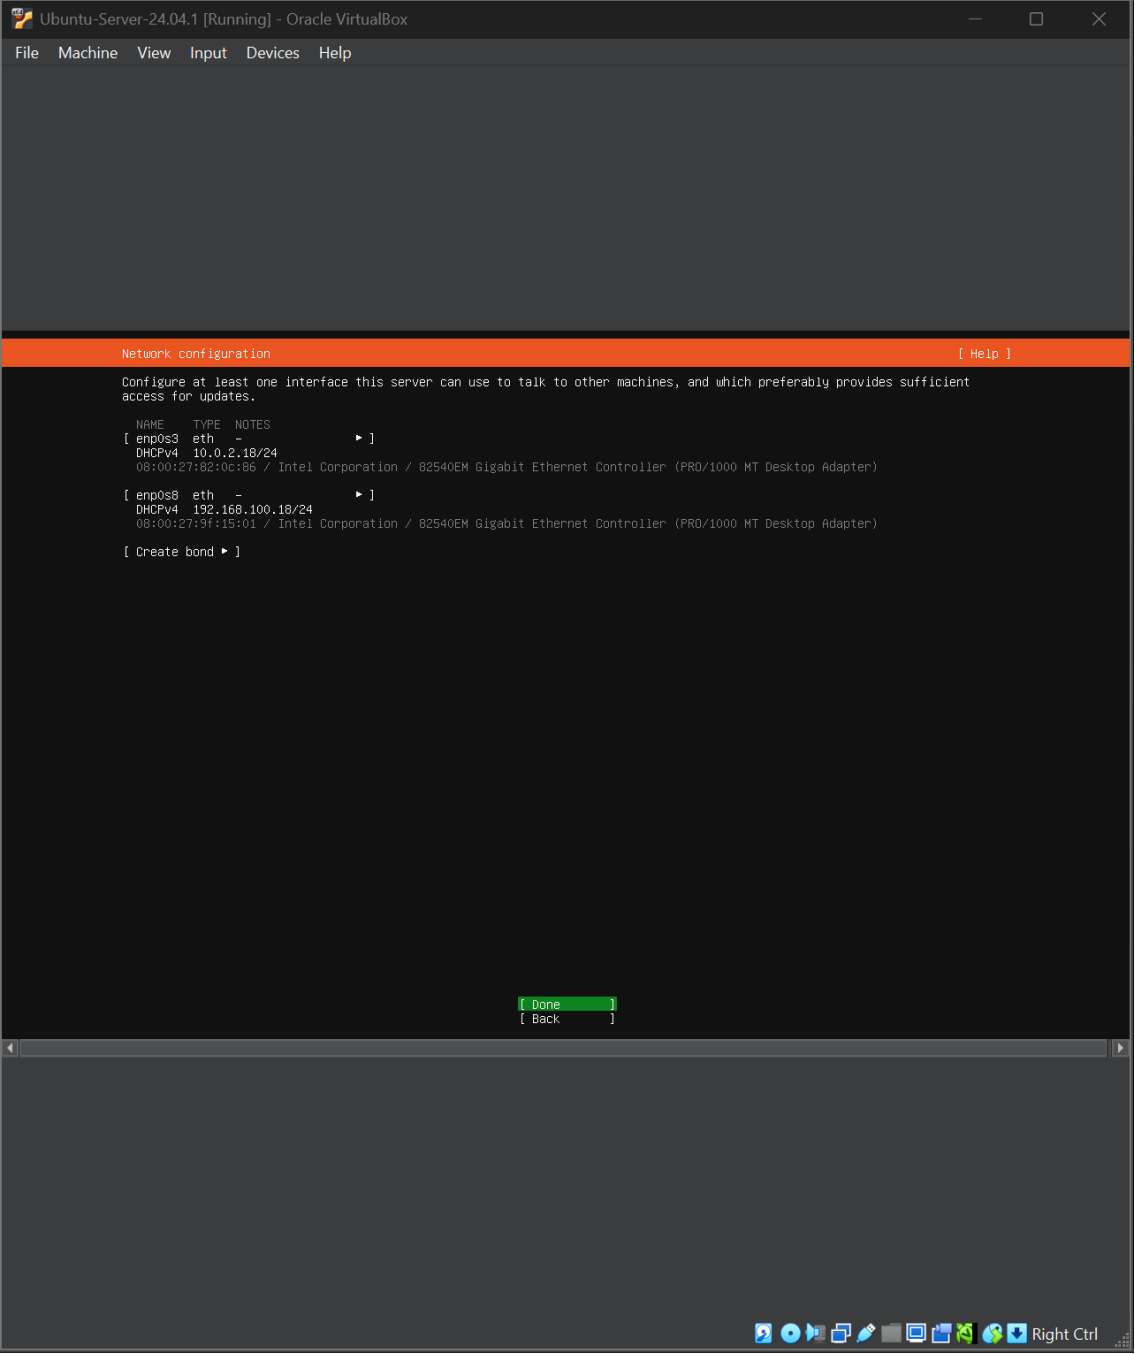 Ubuntu-Server-24.04.1 [Running] - Oracle VirtualBox
File Machine View Input Devices Help
Network configuration [ Help ]
Configure at least one interface this server can use to talk to other machines, and which preferably provides sufficient
access for updates.
NAME TYPE NOTES
[ enp0s3 eth - ▸ ]
DHCPv4 10.0.2.18/24
08:00:27:82:0c:86 / Intel Corporation / 82540EM Gigabit Ethernet Controller (PRO/1000 MT Desktop Adapter)
[ enp0s8 eth - ▸ ]
DHCPv4 192.168.100.18/24
08:00:27:9f:15:01 / Intel Corporation / 82540EM Gigabit Ethernet Controller (PRO/1000 MT Desktop Adapter)
[ Create bond ▸ ]
[ Done ]
[ Back ]
Right Ctrl